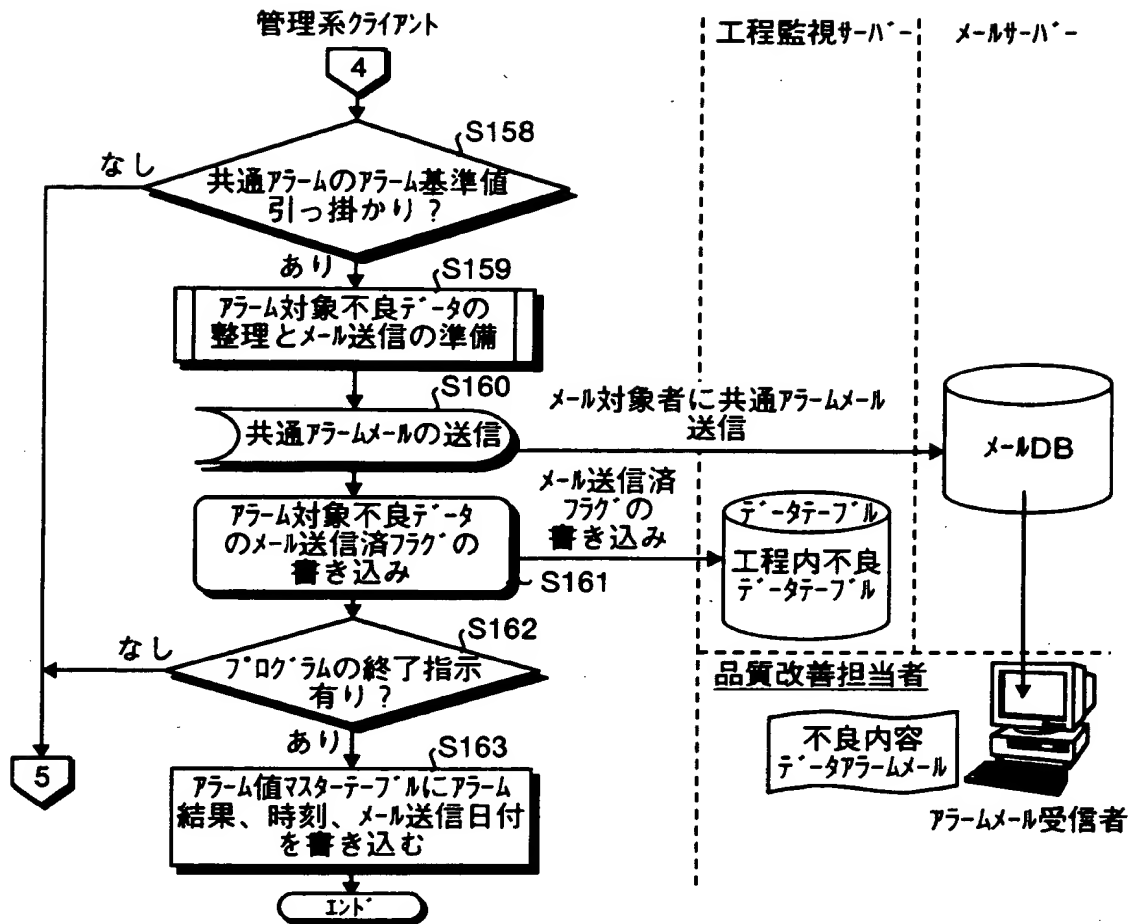 管理系クライアント
工程監視サーバー
メールサーバー
4
S158
なし
共通アラームのアラーム基準値
引っ掛かり?
あり
S159
アラーム対象不良データの
整理とメール送信の準備
S160
共通アラームメールの送信
メール対象者に共通アラームメール
送信
メールDB
アラーム対象不良データ
のメール送信済フラグの
書き込み
S161
メール送信済
フラグの
書き込み
データテーブル
工程内不良
データテーブル
S162
なし
プログラムの終了指示
有り?
あり
5
S163
アラーム値マスターテーブルにアラーム
結果、時刻、メール送信日付
を書き込む
エンド
品質改善担当者
不良内容
データアラームメール
アラームメール受信者